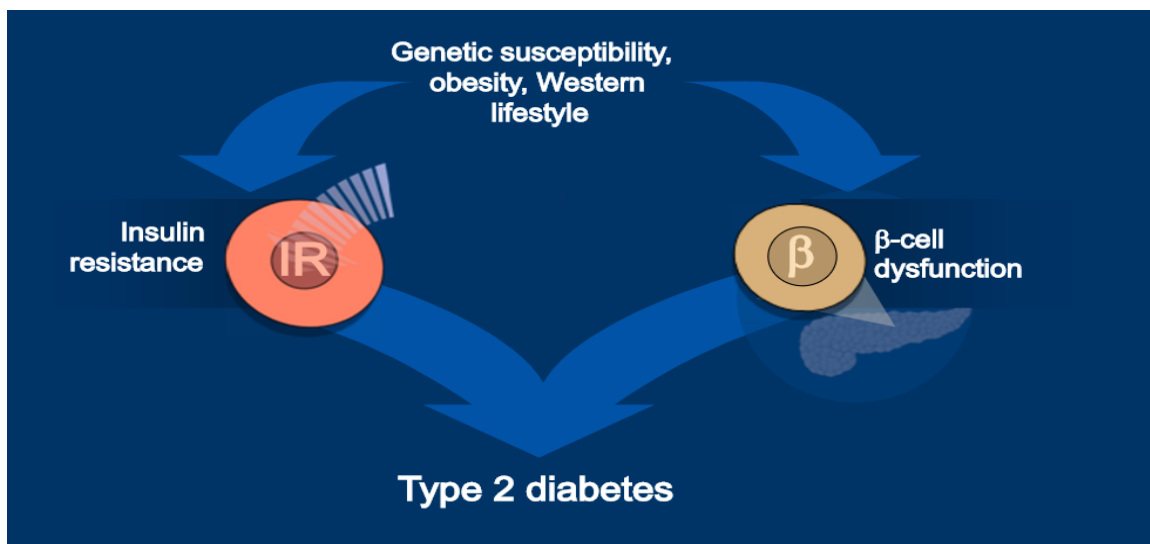 Genetic susceptibility,
obesity, Western
lifestyle
Insulin
resistance
IR
β
β-cell
dysfunction
Type 2 diabetes